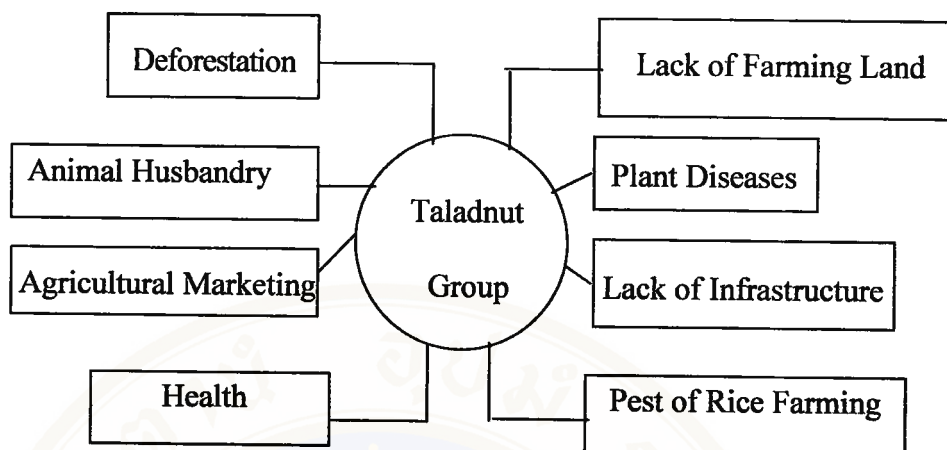 Deforestation
Lack of Farming Land
Animal Husbandry
Plant Diseases
Taladnut
Group
Agricultural Marketing
Lack of Infrastructure
Health
Pest of Rice Farming